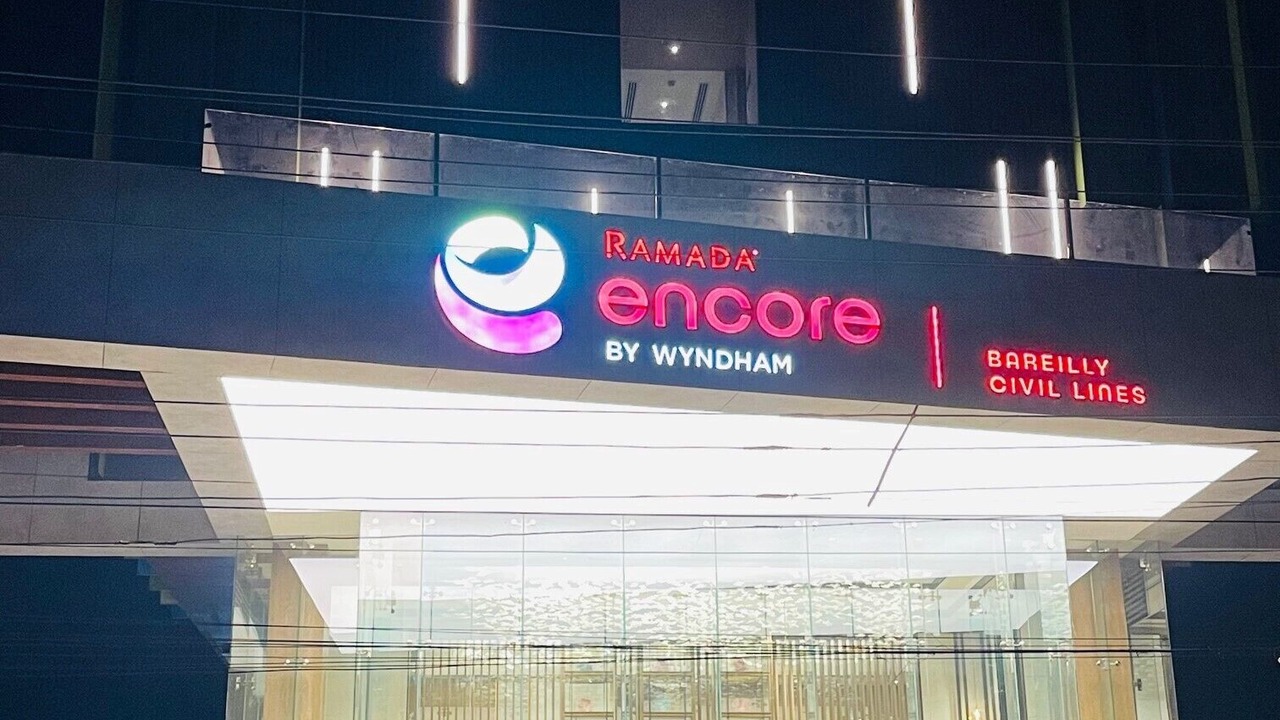 RAMADA
encore
BY WYNDHAM
BAREILLY
CIVIL LINES